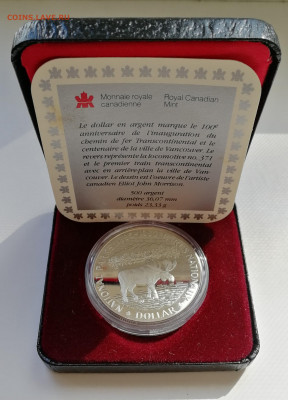 COINS.LAVE.RU
Monnaie royale canadienne
Royal Canadian Mint
Le dollar en argent marque le 100e
anniversaire de l'inauguration du
chemin de fer Transcontinental et le
centenaire de la ville de Vancouver. Le
revers représente la locomotive no. 371
et le premier train transcontinental
avec en arrière-plan la ville de Van-
couver. Le dessin est l'oeuvre de l'artiste
canadien Elliot John Morrison.
500 argent
diamètre 36,07 mm
poids 23,33 g
DOLLAR